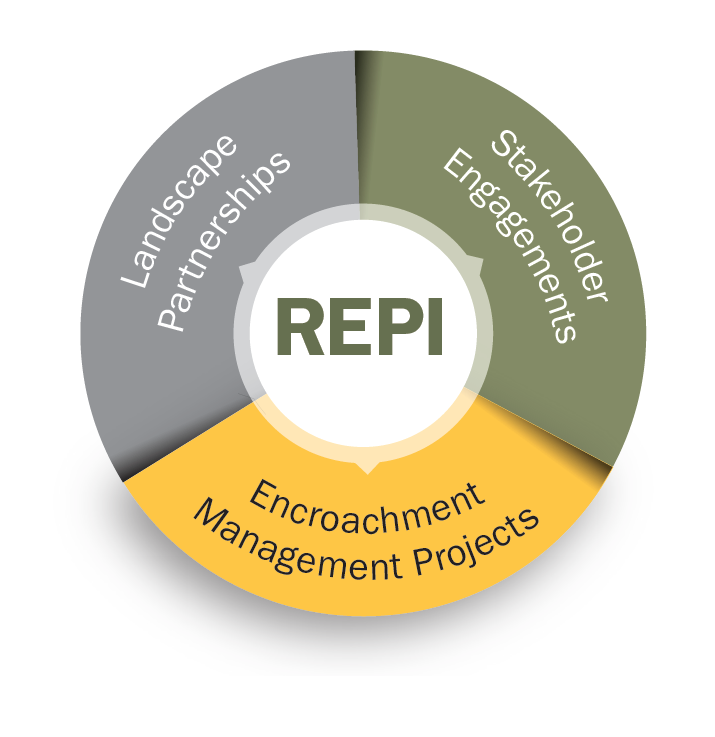 Landscape
Partnerships
Stakeholder
Engagements
REPI
Encroachment
Management Projects